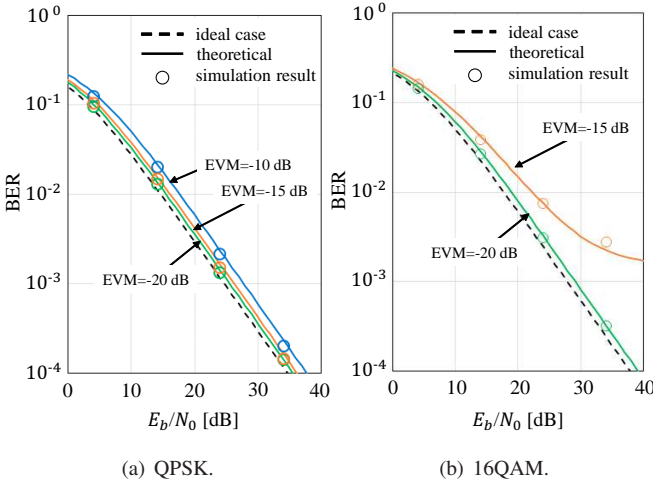 ideal case
theoretical
simulation result
EVM=-10 dB
EVM=-15 dB
EVM=-20 dB
BER
10^0
10^-1
10^-2
10^-3
10^-4
0 10 20 30 40
E_b/N_0 [dB]
(a) QPSK.
ideal case
theoretical
simulation result
EVM=-15 dB
EVM=-20 dB
BER
10^0
10^-1
10^-2
10^-3
10^-4
0 10 20 30 40
E_b/N_0 [dB]
(b) 16QAM.